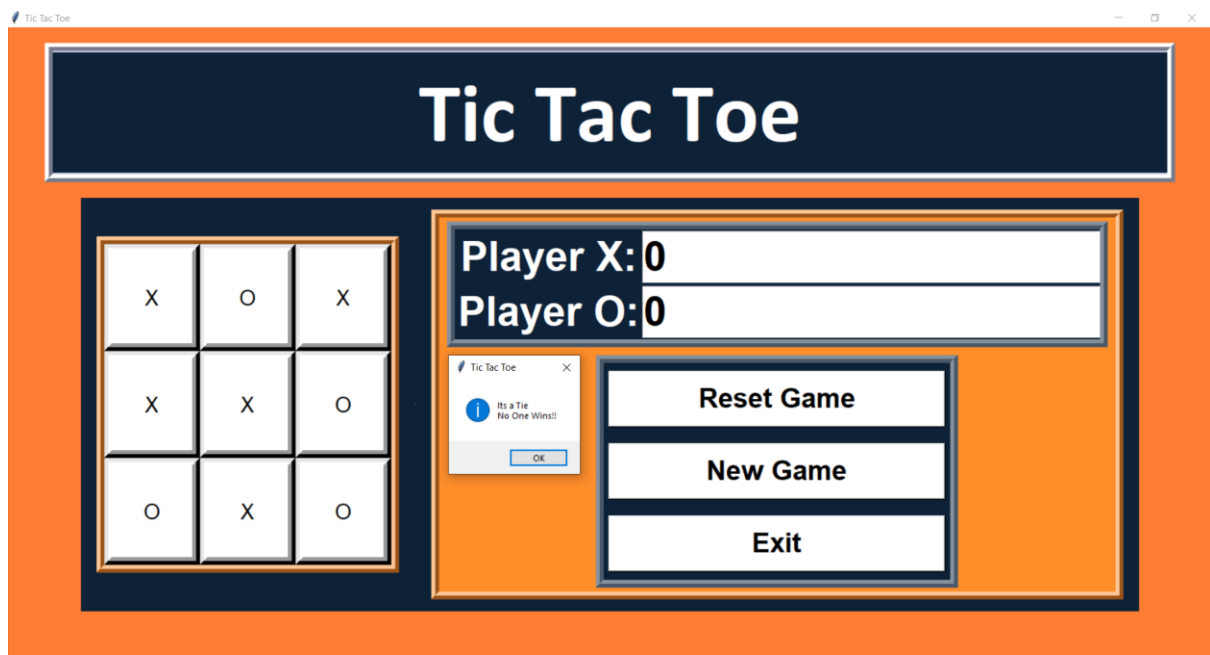 Tic Tac Toe
Tic Tac Toe
Player X: 0
Player O: 0
X O X
X X O
O X O
Tic Tac Toe
Its a Tie
No One Wins!!
OK
Reset Game
New Game
Exit